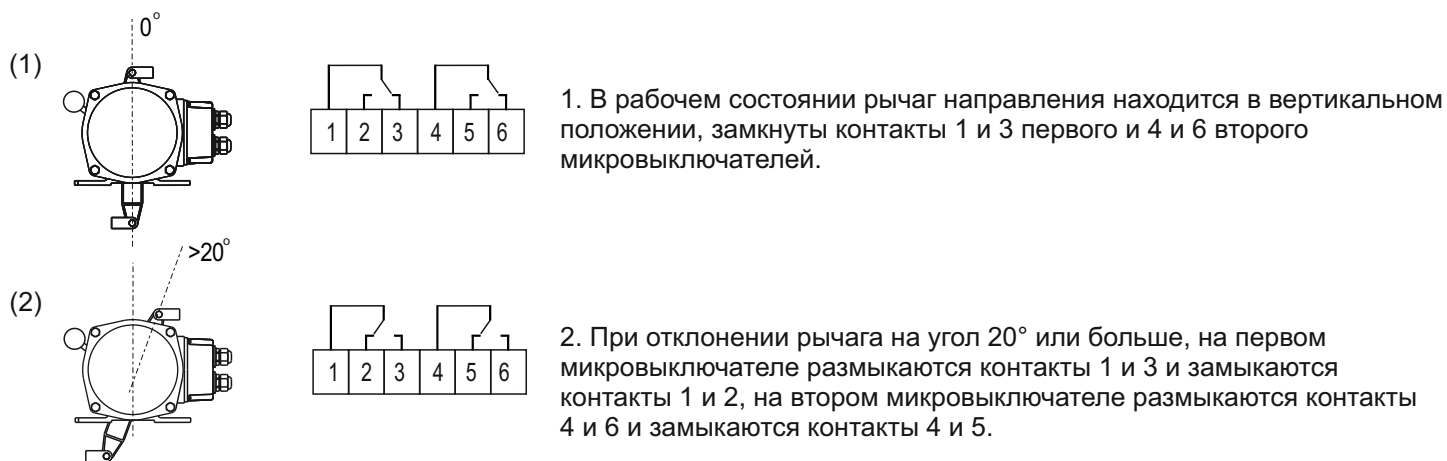 0°
(1)
1 2 3 4 5 6
1. В рабочем состоянии рычаг направления находится в вертикальном
положении, замкнуты контакты 1 и 3 первого и 4 и 6 второго
микровыключателей.
>20°
(2)
1 2 3 4 5 6
2. При отклонении рычага на угол 20° или больше, на первом
микровыключателе размыкаются контакты 1 и 3 и замыкаются
контакты 1 и 2, на втором микровыключателе размыкаются контакты
4 и 6 и замыкаются контакты 4 и 5.